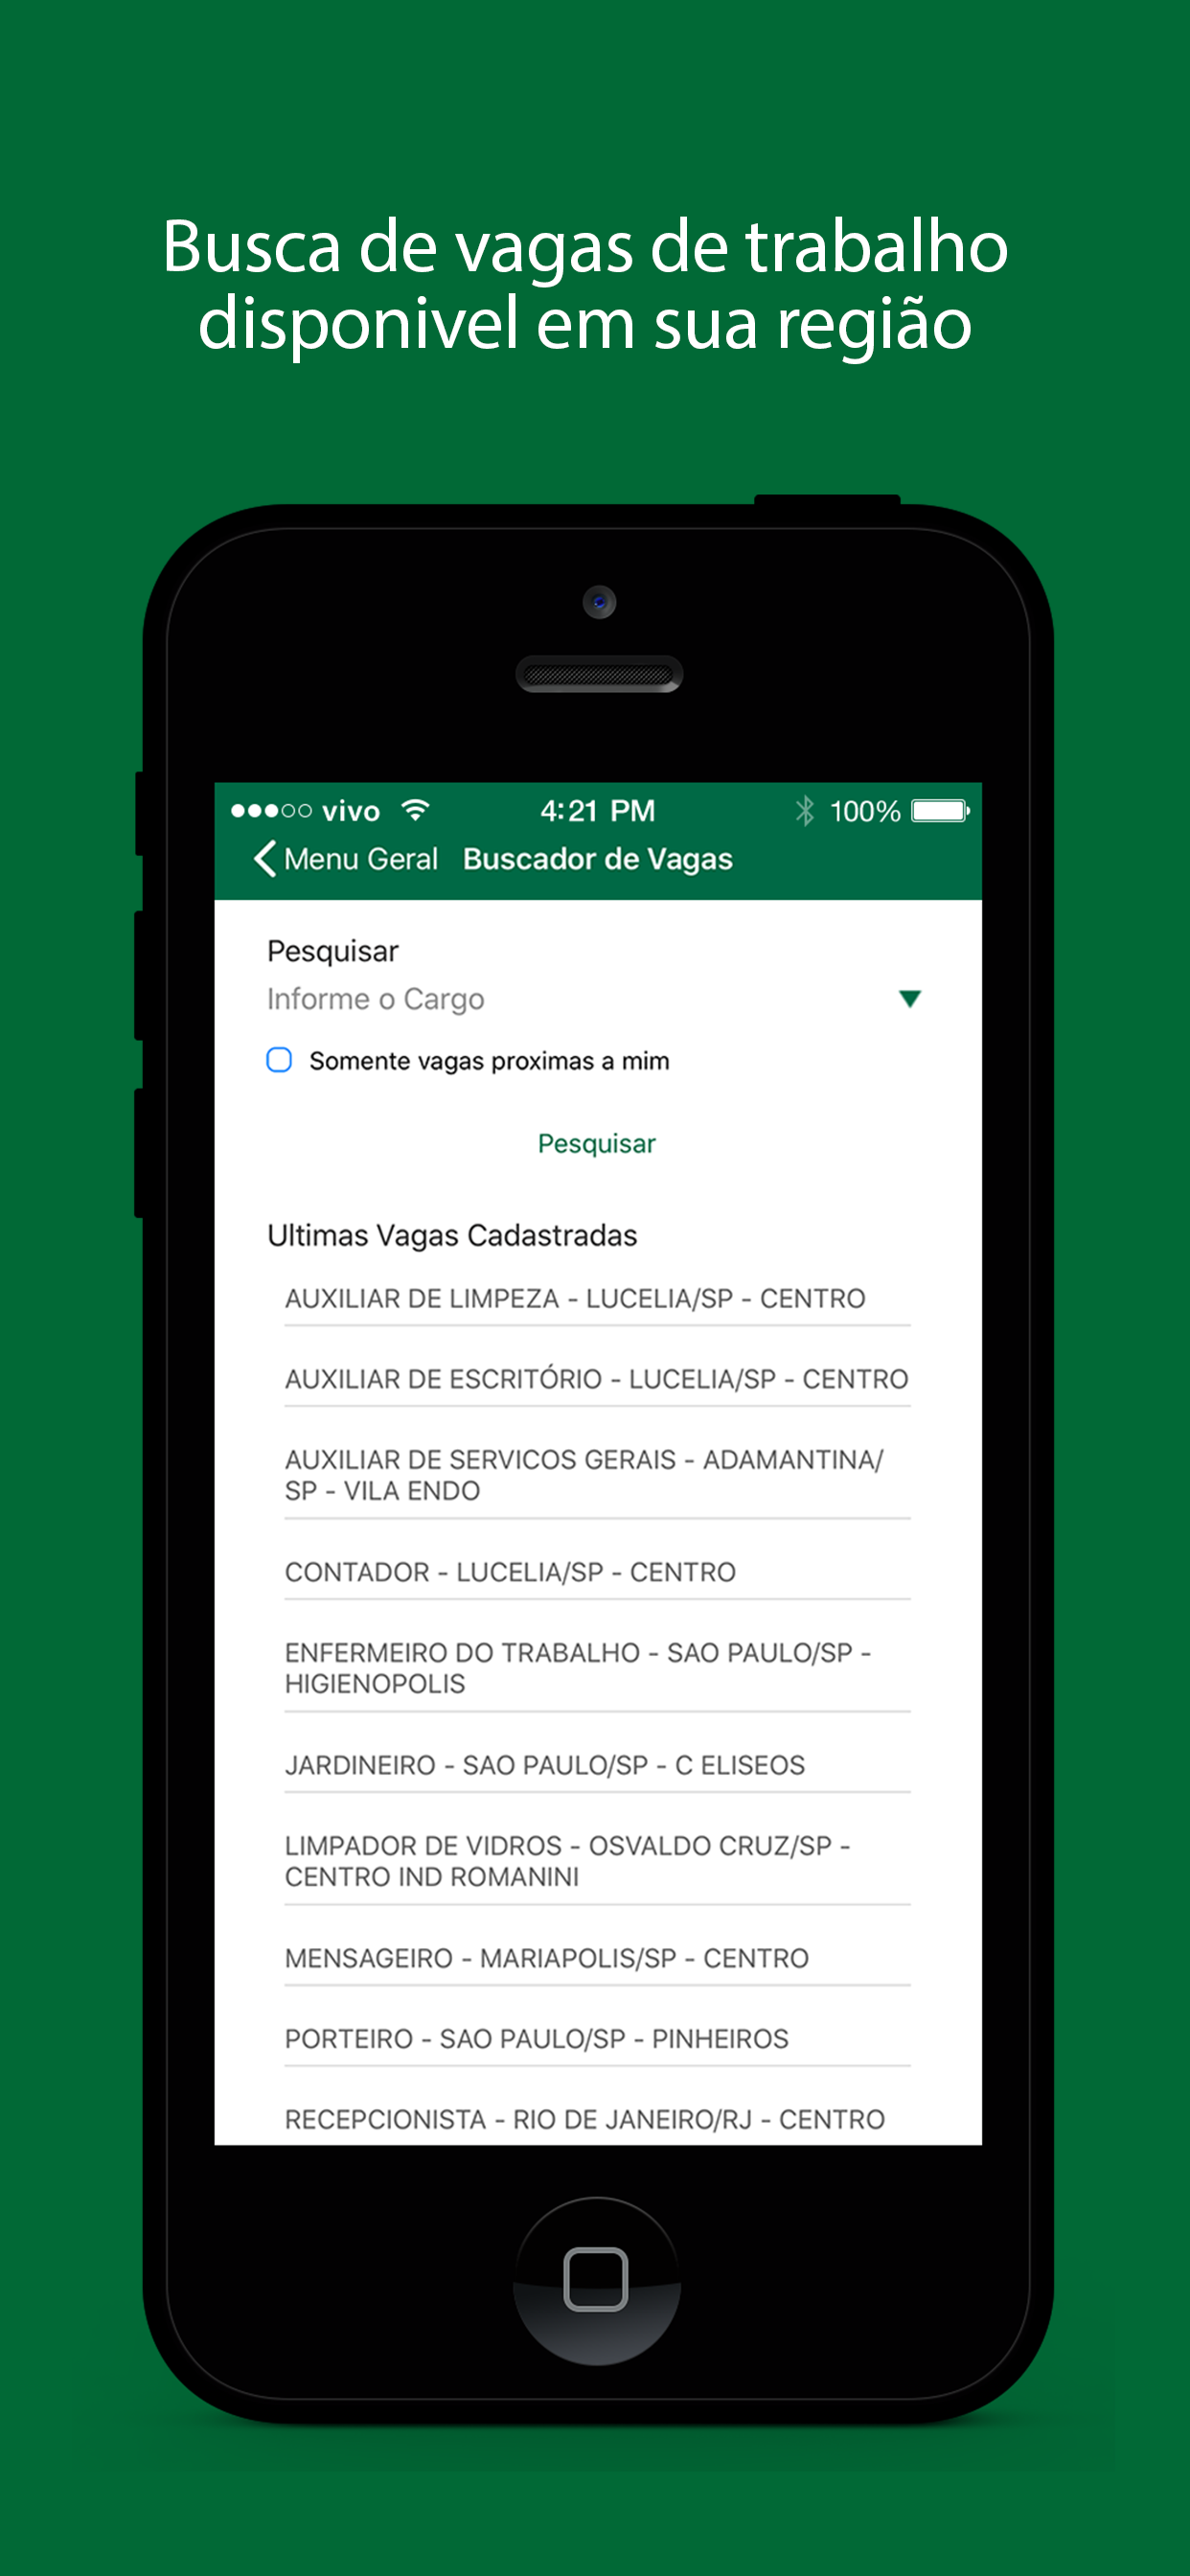 Busca de vagas de trabalho
disponivel em sua região
vivo 4:21 PM 100%
Menu Geral Buscador de Vagas
Pesquisar
Informe o Cargo
Somente vagas proximas a mim
Pesquisar
Ultimas Vagas Cadastradas
AUXILIAR DE LIMPEZA - LUCELIA/SP - CENTRO
AUXILIAR DE ESCRITÓRIO - LUCELIA/SP - CENTRO
AUXILIAR DE SERVICOS GERAIS - ADAMANTINA/
SP - VILA ENDO
CONTADOR - LUCELIA/SP - CENTRO
ENFERMEIRO DO TRABALHO - SAO PAULO/SP -
HIGIENOPOLIS
JARDINEIRO - SAO PAULO/SP - C ELISEOS
LIMPADOR DE VIDROS - OSVALDO CRUZ/SP -
CENTRO IND ROMANINI
MENSAGEIRO - MARIAPOLIS/SP - CENTRO
PORTEIRO - SAO PAULO/SP - PINHEIROS
RECEPCIONISTA - RIO DE JANEIRO/RJ - CENTRO